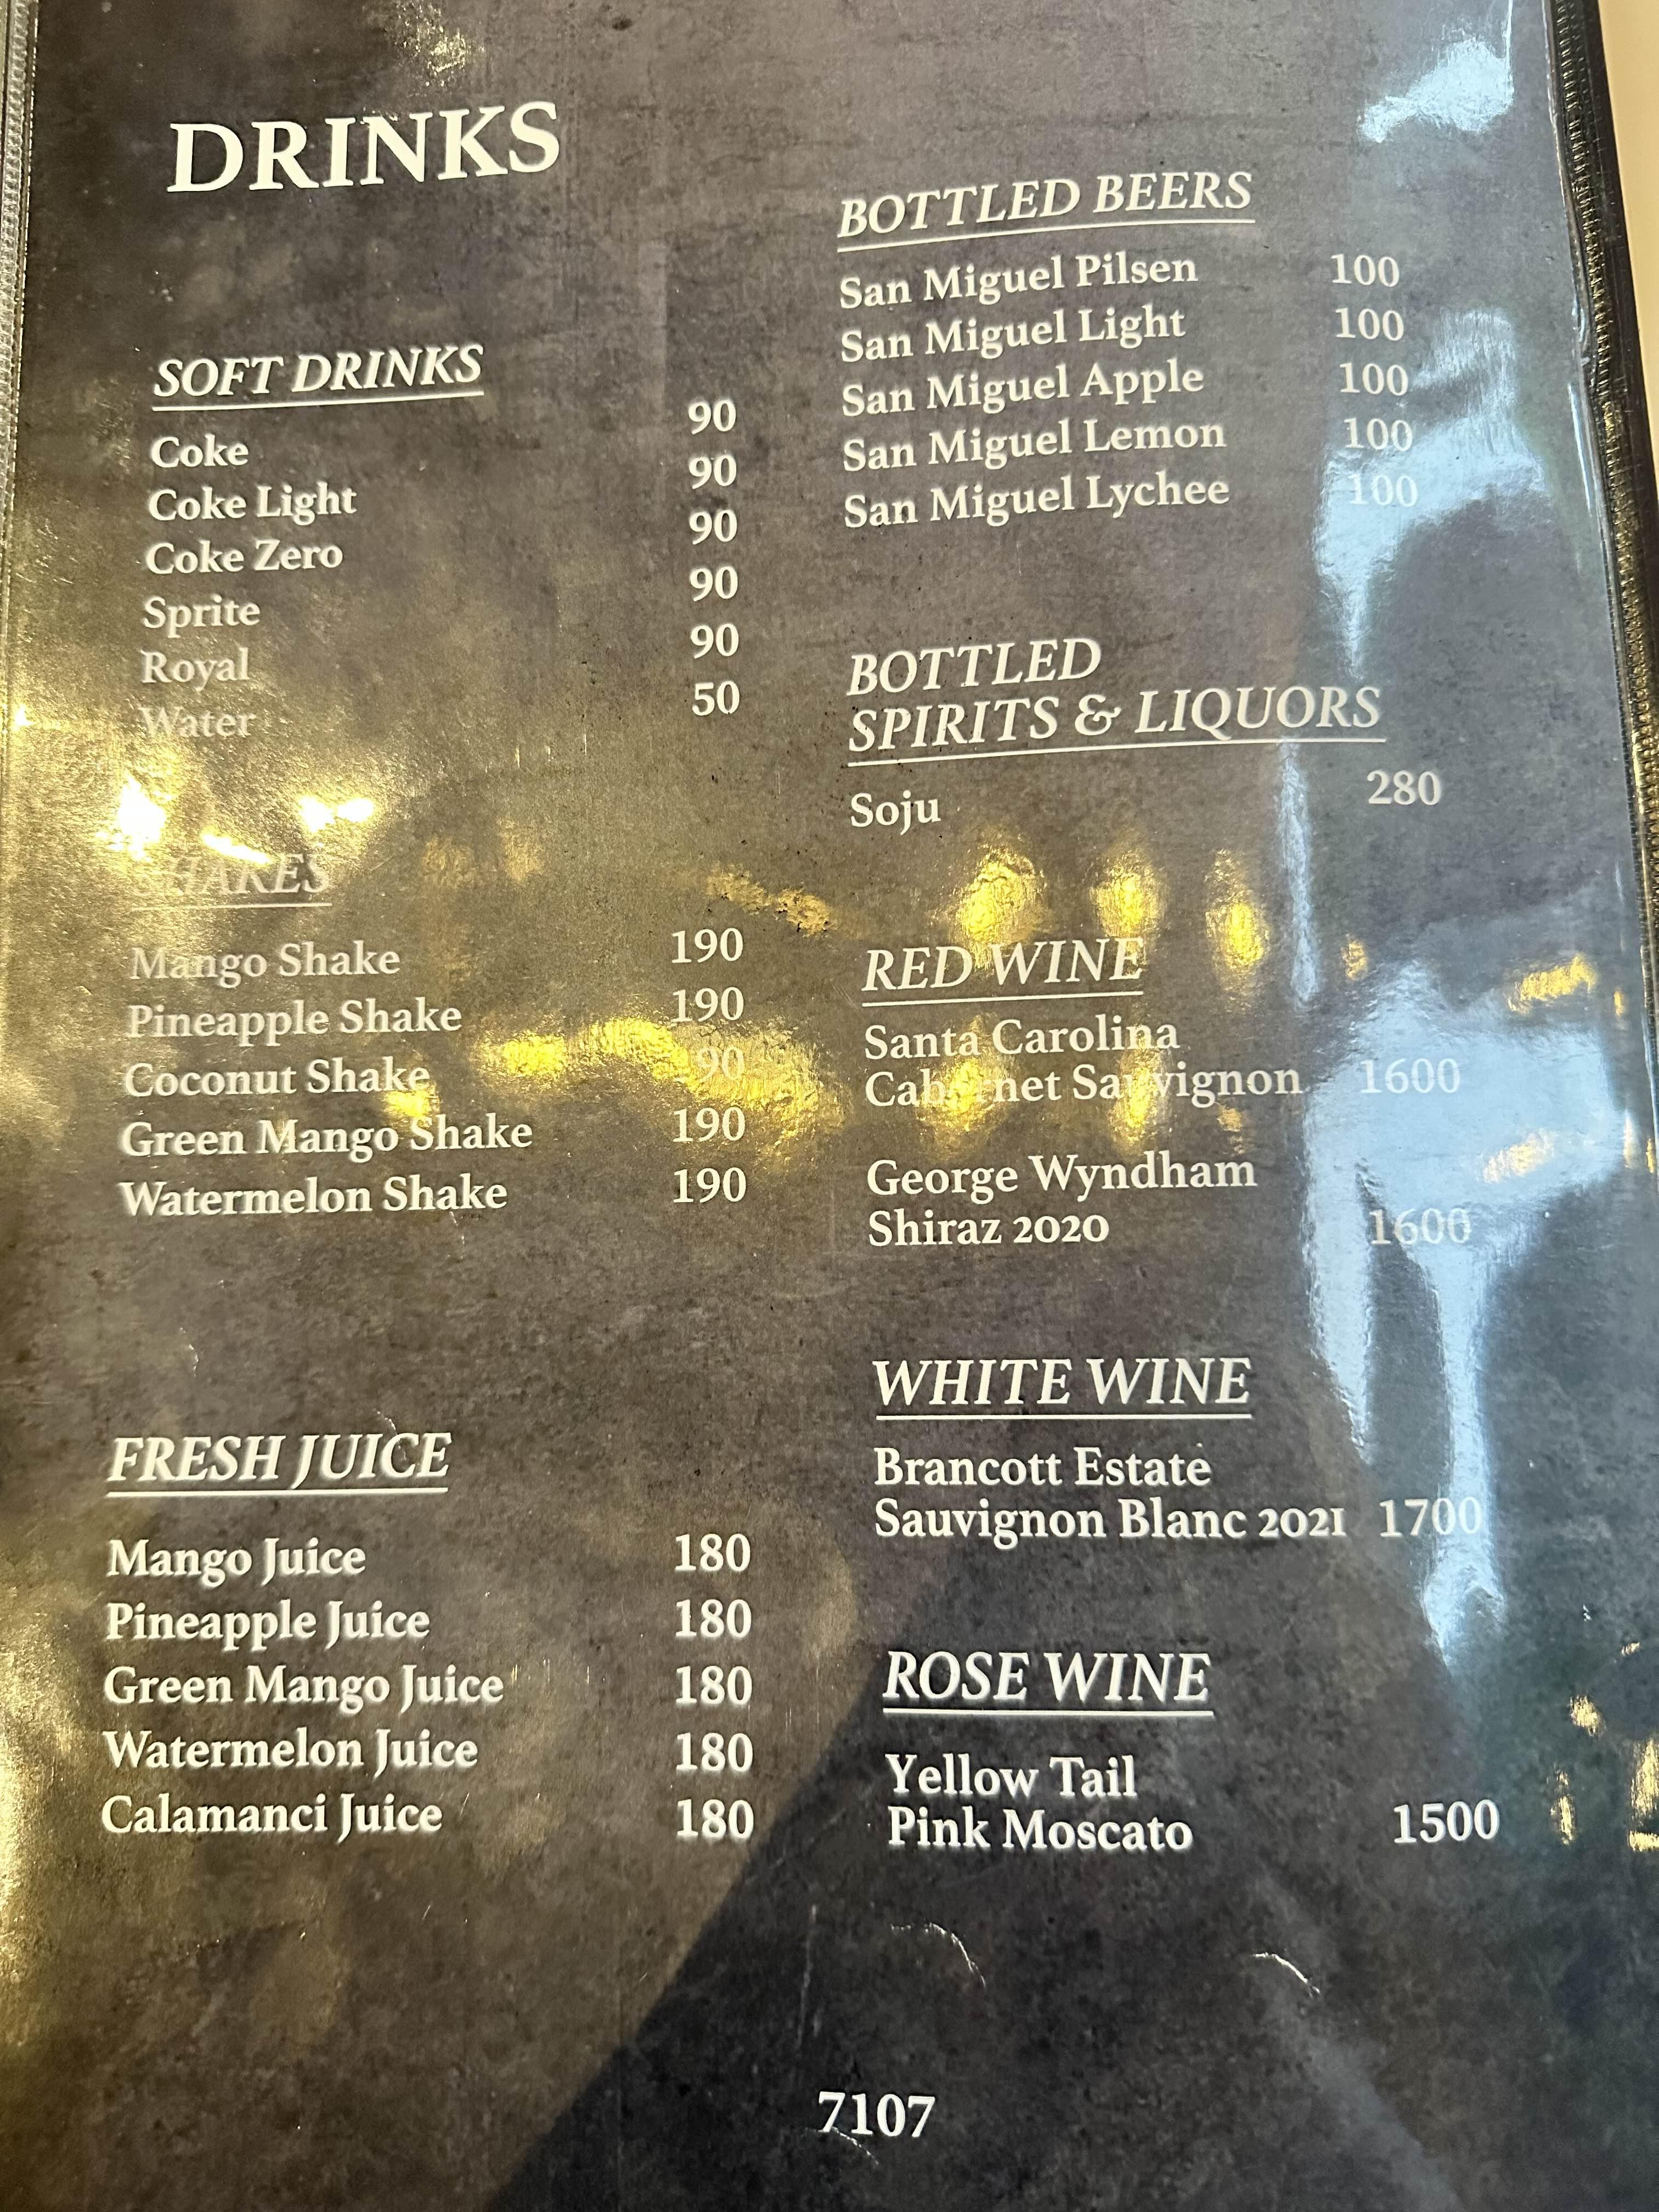 DRINKS
SOFT DRINKS
Coke 90
Coke Light 90
Coke Zero 90
Sprite 90
Royal 90
Water 50
SHAKES
Mango Shake 190
Pineapple Shake 190
Coconut Shake
Green Mango Shake 190
Watermelon Shake 190
FRESH JUICE
Mango Juice 180
Pineapple Juice 180
Green Mango Juice 180
Watermelon Juice 180
Calamanci Juice 180
BOTTLED BEERS
San Miguel Pilsen 100
San Miguel Light 100
San Miguel Apple 100
San Miguel Lemon 100
San Miguel Lychee 100
BOTTLED
SPIRITS & LIQUORS
Soju 280
RED WINE
Santa Carolina
Cabernet Sauvignon 1600
George Wyndham
Shiraz 2020 1600
WHITE WINE
Brancott Estate
Sauvignon Blanc 2021 1700
ROSE WINE
Yellow Tail
Pink Moscato 1500
7107